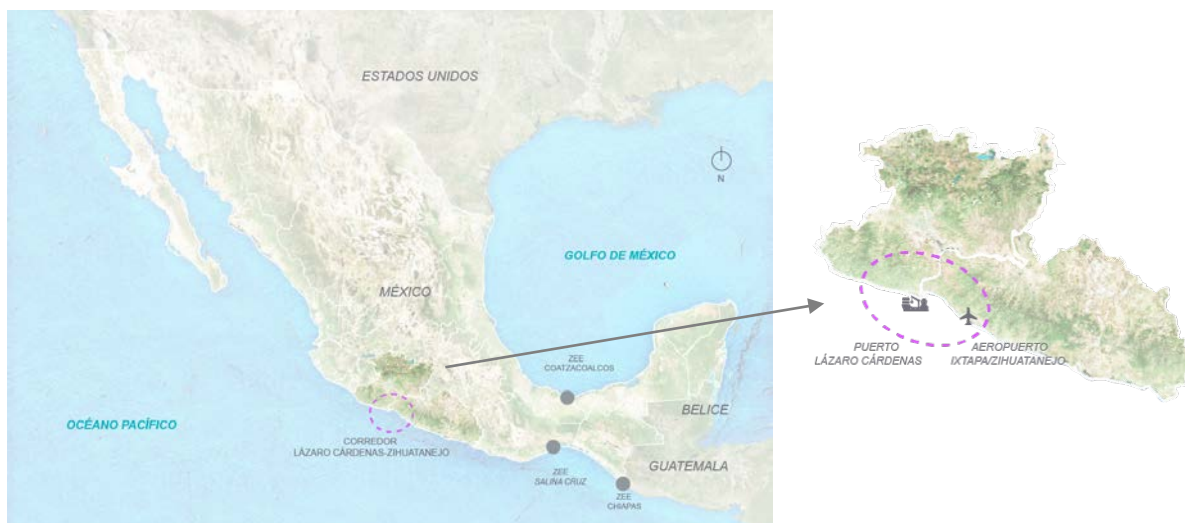 ESTADOS UNIDOS
N
GOLFO DE MÉXICO
MÉXICO
ZEE
COATZACOALCOS
BELICE
OCÉANO PACÍFICO
CORREDOR
LÁZARO CÁRDENAS-ZIHUATANEJO
GUATEMALA
ZEE
SALINA CRUZ
ZEE
CHIAPAS
PUERTO
LÁZARO CÁRDENAS
AEROPUERTO
IXTAPA/ZIHUATANEJO